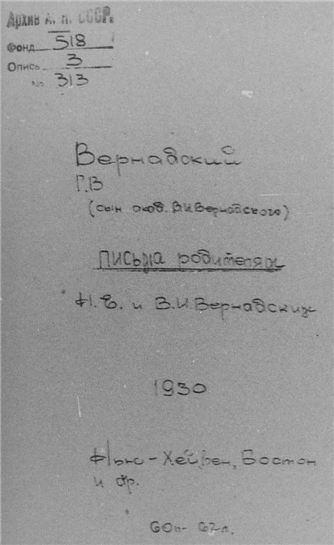 Архив А. Н. СССР.
Фонд 518
Опись 3
№ 313
Вернадский
Г.В
(сын акад. В.И.Вернадского)
письма родителям
Н.Е. и В.И.Вернадским
1930
Нью-Хейвен, Бостон
и др.
60п- 67л.